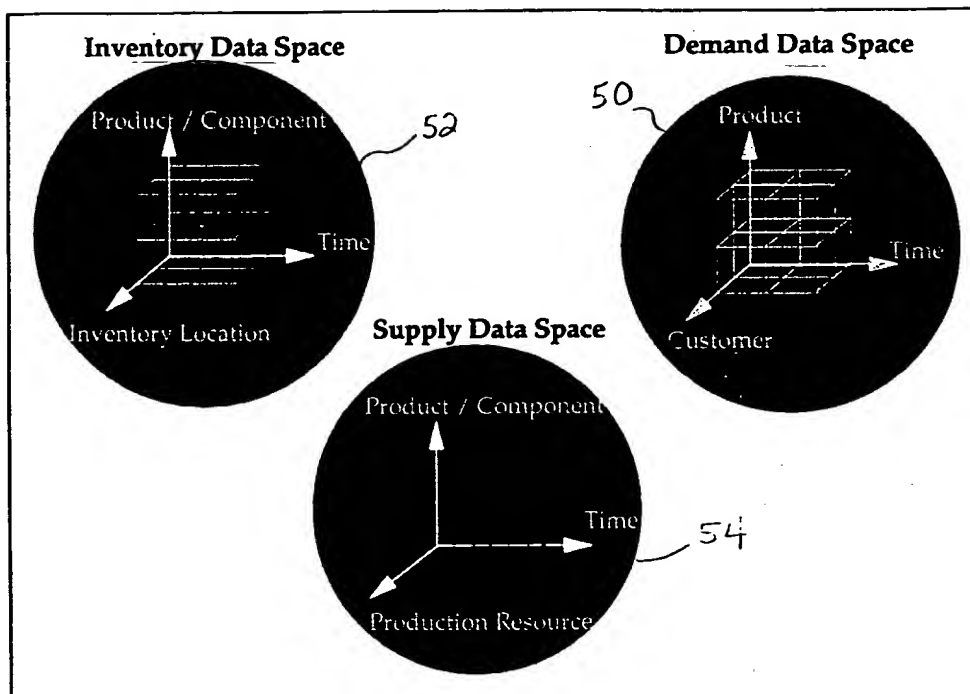 Inventory Data Space
Product / Component
52
Time
Inventory Location
Demand Data Space
50
Product
Time
Customer
Supply Data Space
Product / Component
Time
54
Production Resource